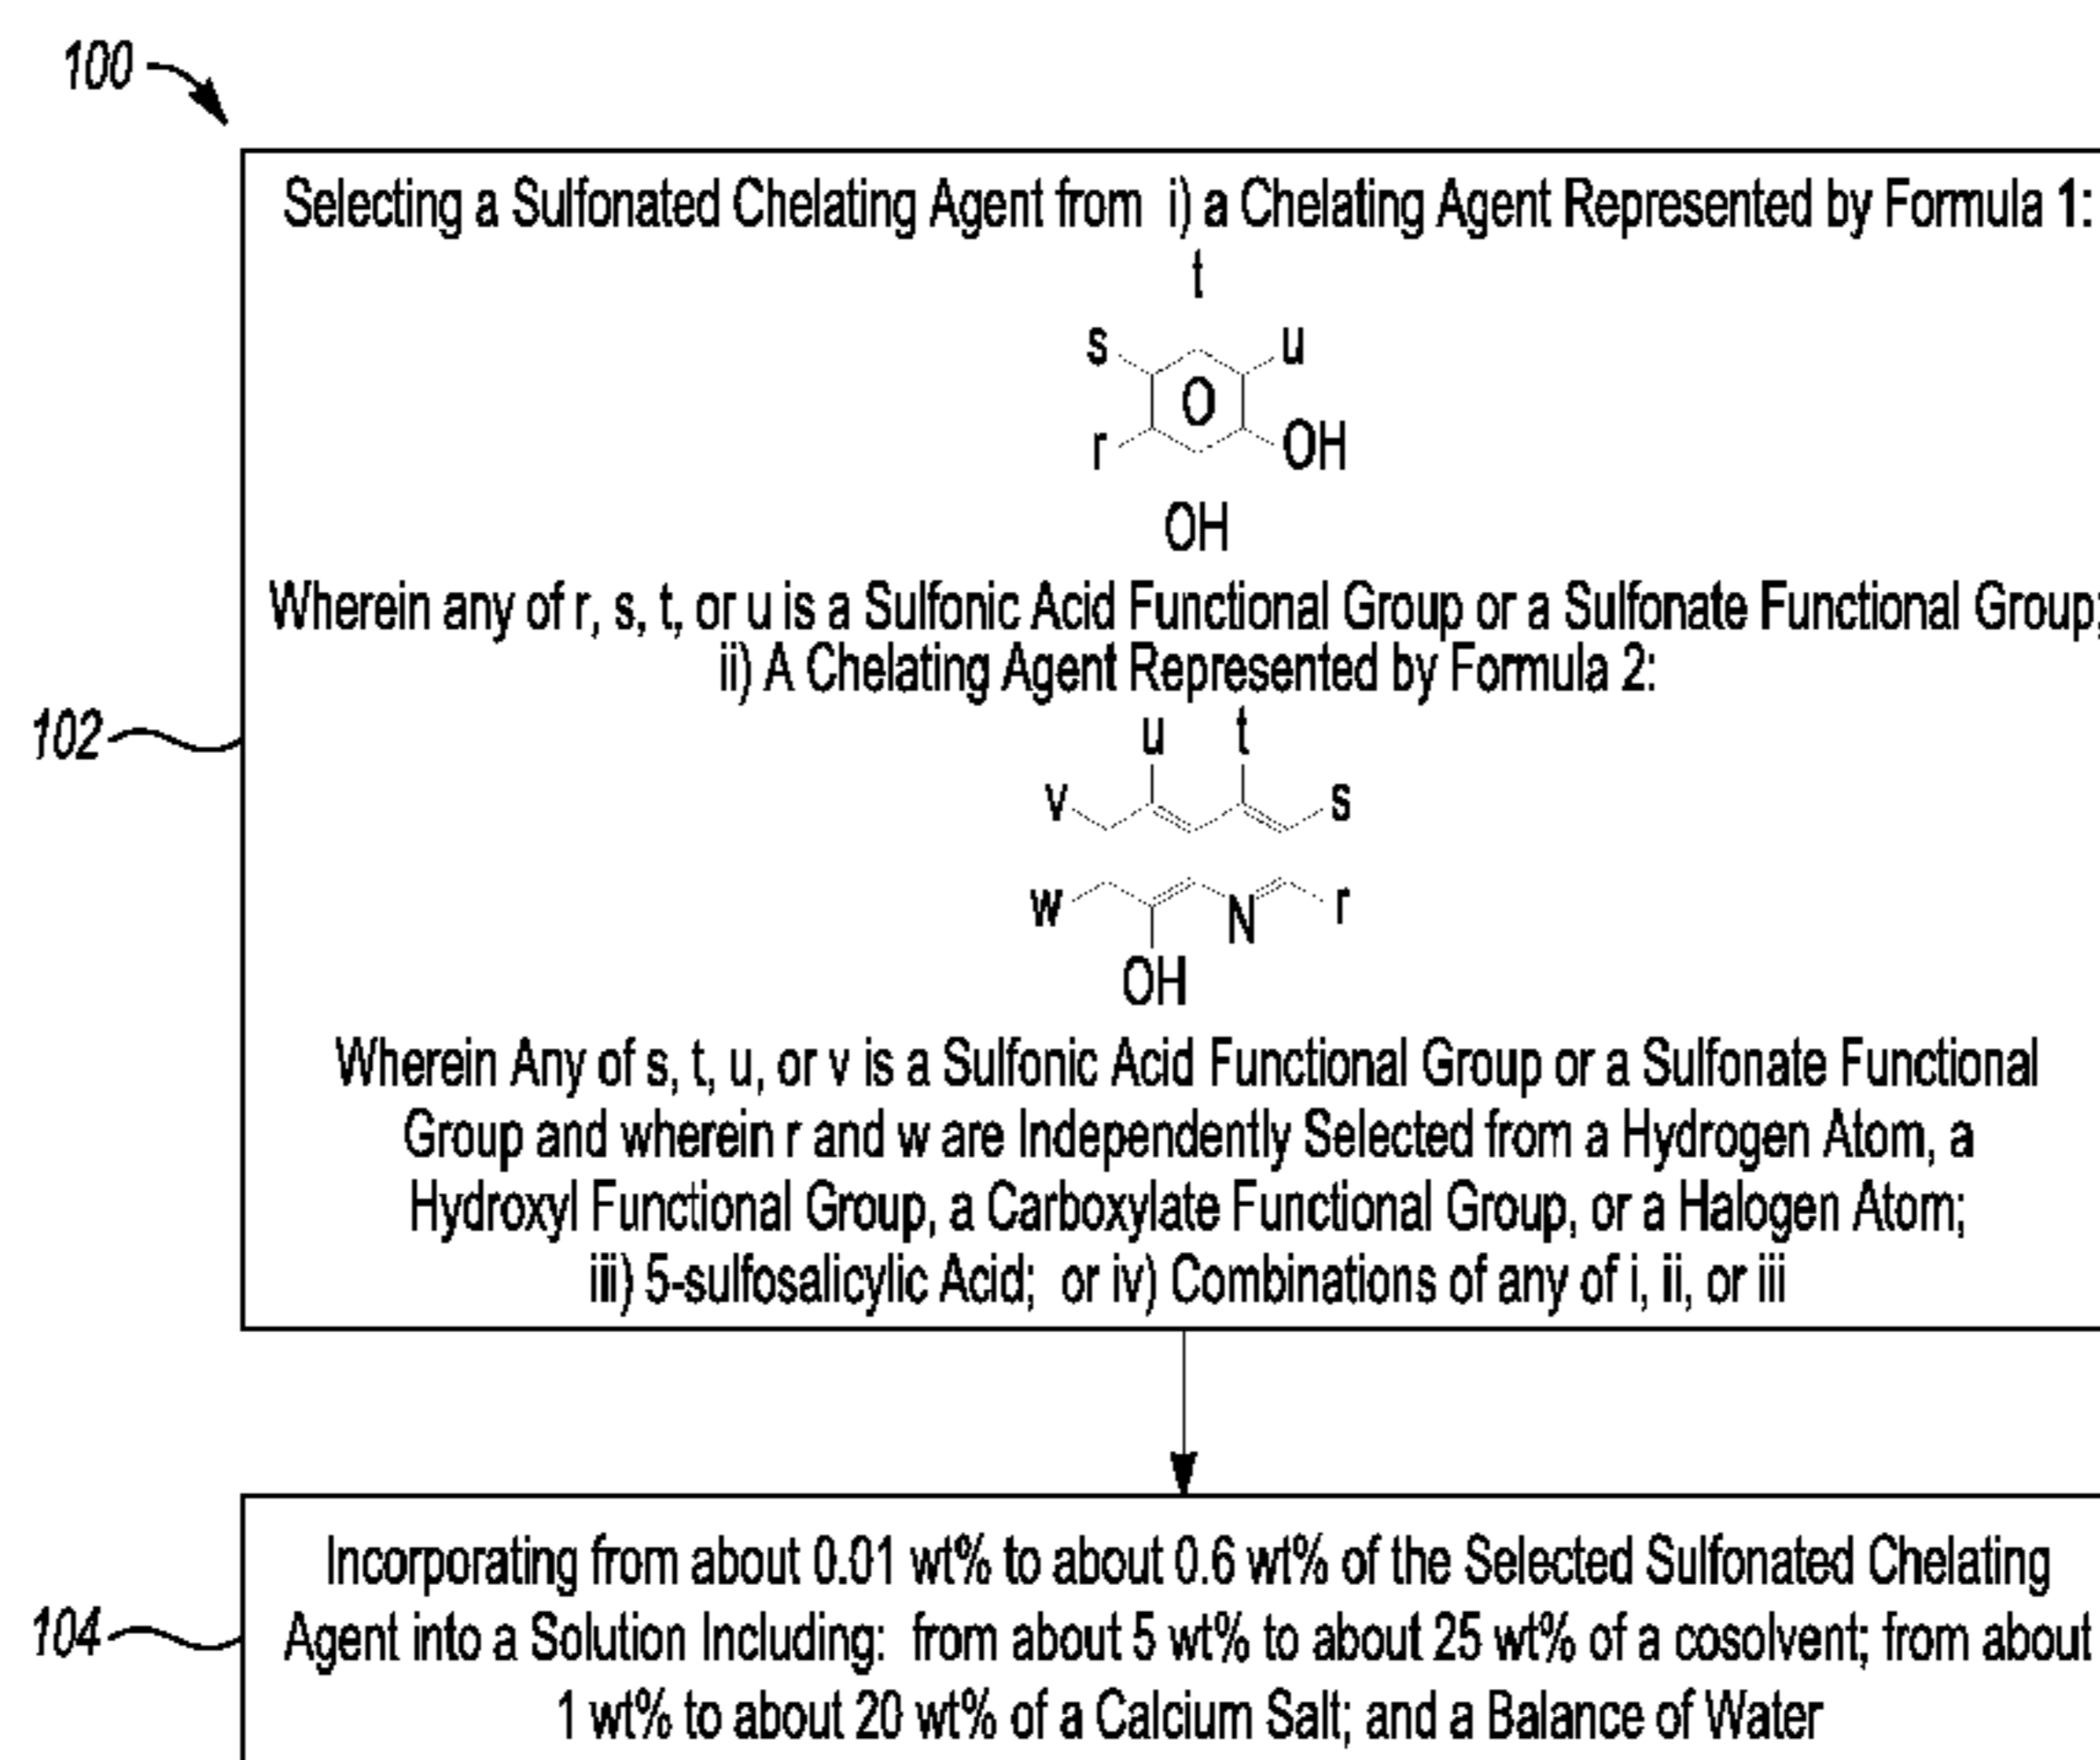 100
Selecting a Sulfonated Chelating Agent from i) a Chelating Agent Represented by Formula 1:
t
s u
O
r OH
OH
Wherein any of r, s, t, or u is a Sulfonic Acid Functional Group or a Sulfonate Functional Group;
ii) A Chelating Agent Represented by Formula 2:
102
u t
v s
w N r
OH
Wherein Any of s, t, u, or v is a Sulfonic Acid Functional Group or a Sulfonate Functional
Group and wherein r and w are Independently Selected from a Hydrogen Atom, a
Hydroxyl Functional Group, a Carboxylate Functional Group, or a Halogen Atom;
iii) 5-sulfosalicylic Acid; or iv) Combinations of any of i, ii, or iii
Incorporating from about 0.01 wt% to about 0.6 wt% of the Selected Sulfonated Chelating
104
Agent into a Solution Including: from about 5 wt% to about 25 wt% of a cosolvent; from about
1 wt% to about 20 wt% of a Calcium Salt; and a Balance of Water